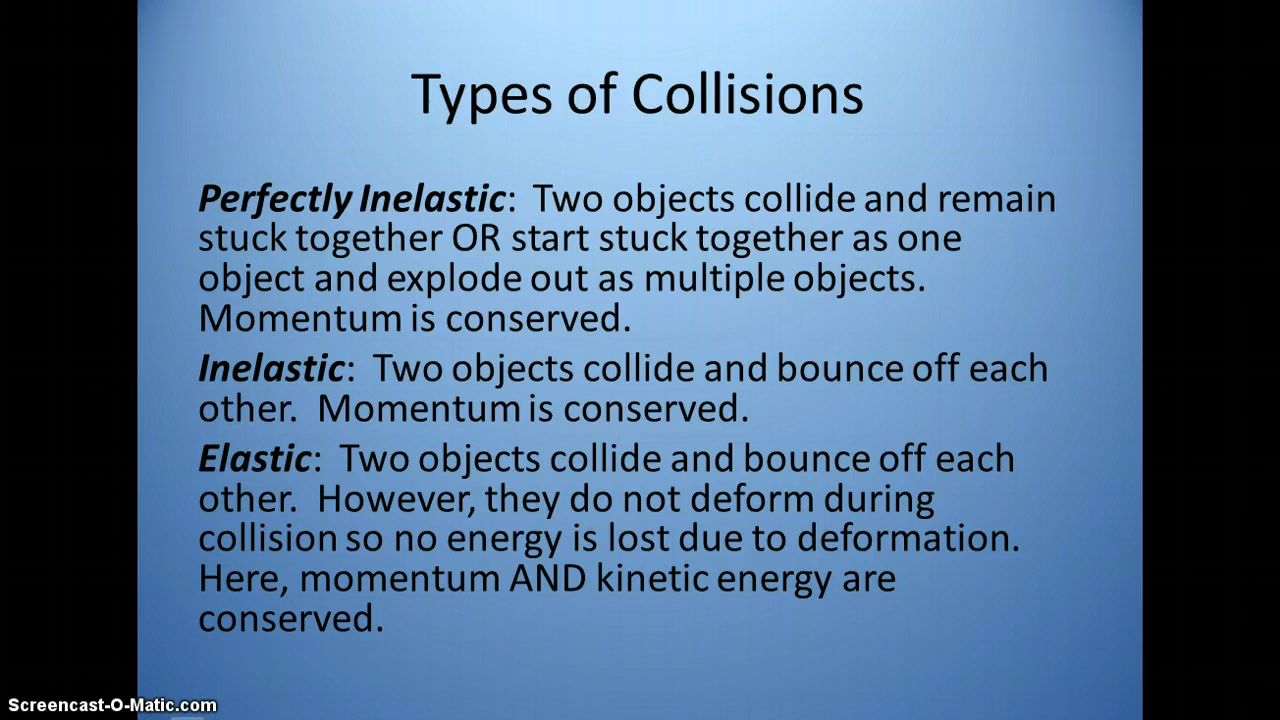 Types of Collisions
Perfectly Inelastic: Two objects collide and remain
stuck together OR start stuck together as one
object and explode out as multiple objects.
Momentum is conserved.
Inelastic: Two objects collide and bounce off each
other. Momentum is conserved.
Elastic: Two objects collide and bounce off each
other. However, they do not deform during
collision so no energy is lost due to deformation.
Here, momentum AND kinetic energy are
conserved.
Screencast-O-Matic.com